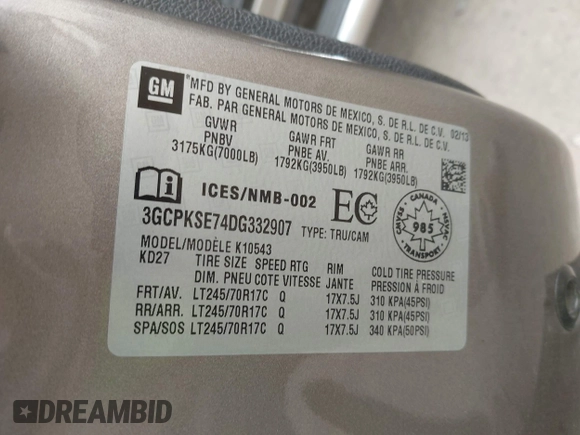 GM
MFD BY GENERAL MOTORS DE MEXICO, S. DE R.L. DE C.V. 02/13
FAB. PAR GENERAL MOTORS DE MEXICO, S. DE R.L. DE C.V.
GVWR GAWR FRT GAWR RR
PNBV PNBE AV. PNBE ARR.
3175KG(7000LB) 1792KG(3950LB) 1792KG(3950LB)
ICES/NMB-002 EC
3GCPKSE74DG332907 TYPE: TRU/CAM
CANADA
CMVSS NSVAC
985
TRANSPORT
MODEL/MODÈLE K10543
KD27 TIRE SIZE SPEED RTG RIM COLD TIRE PRESSURE
DIM. PNEU COTE VITESSE JANTE PRESSION À FROID
FRT/AV. LT245/70R17C Q 17X7.5J 310 KPA(45PSI)
RR/ARR. LT245/70R17C Q 17X7.5J 310 KPA(45PSI)
SPA/SOS LT245/70R17C Q 17X7.5J 340 KPA(50PSI)
DREAMBID